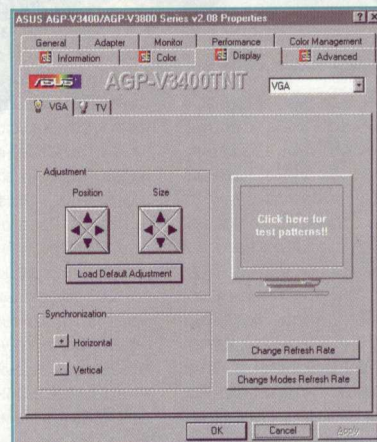 ASUS AGP-V3400/AGP-V3800 Series v2.08 Properties
General Adapter Monitor Performance Color Management
Information Color Display Advanced
ASUS AGP-V3400TNT VGA
VGA TV
Adjustment
Position Size
Click here for
test patterns!!
Load Default Adjustment
Synchronization
+ Horizontal
- Vertical
Change Refresh Rate
Change Modes Refresh Rate
OK Cancel Apply